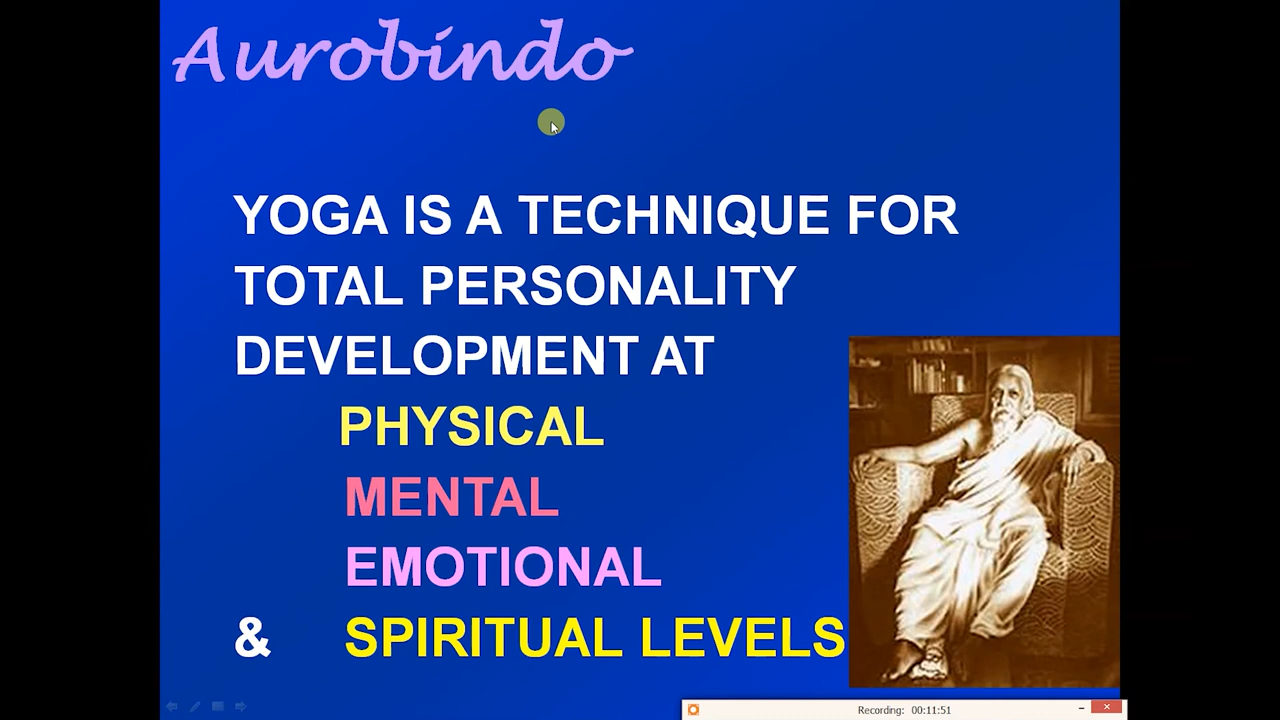 Aurobindo
YOGA IS A TECHNIQUE FOR
TOTAL PERSONALITY
DEVELOPMENT AT
PHYSICAL
MENTAL
EMOTIONAL
& SPIRITUAL LEVELS
Recording: 00:11:51